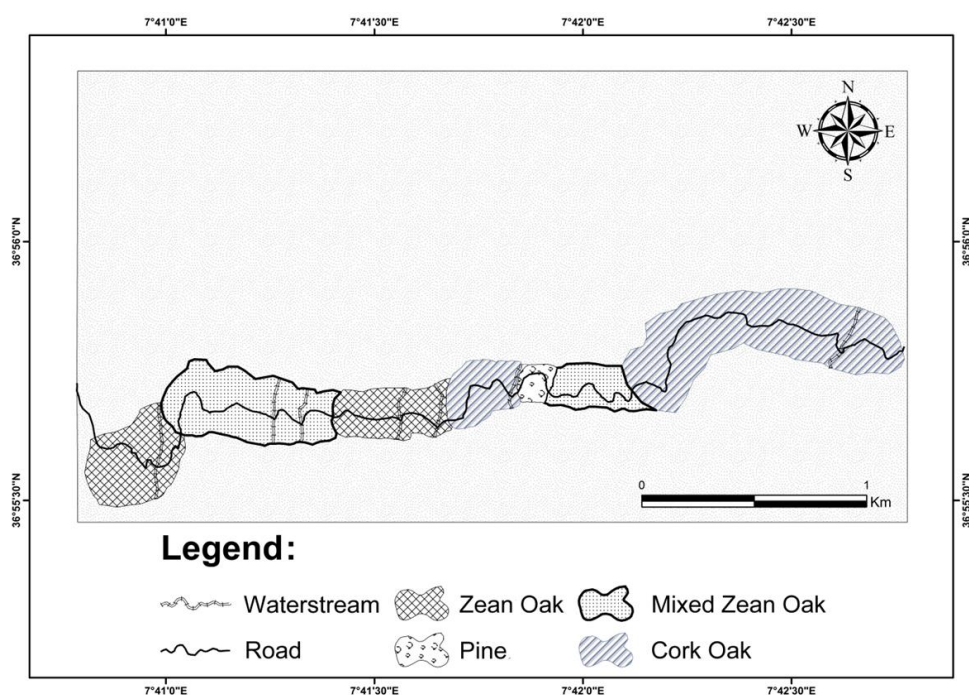 7°41'0"E 7°41'30"E 7°42'0"E 7°42'30"E
N
W E
S
36°56'0"N 36°56'0"N
0 1
Km
36°55'30"N 36°55'30"N
Legend:
Waterstream Zean Oak Mixed Zean Oak
Road Pine Cork Oak
7°41'0"E 7°41'30"E 7°42'0"E 7°42'30"E